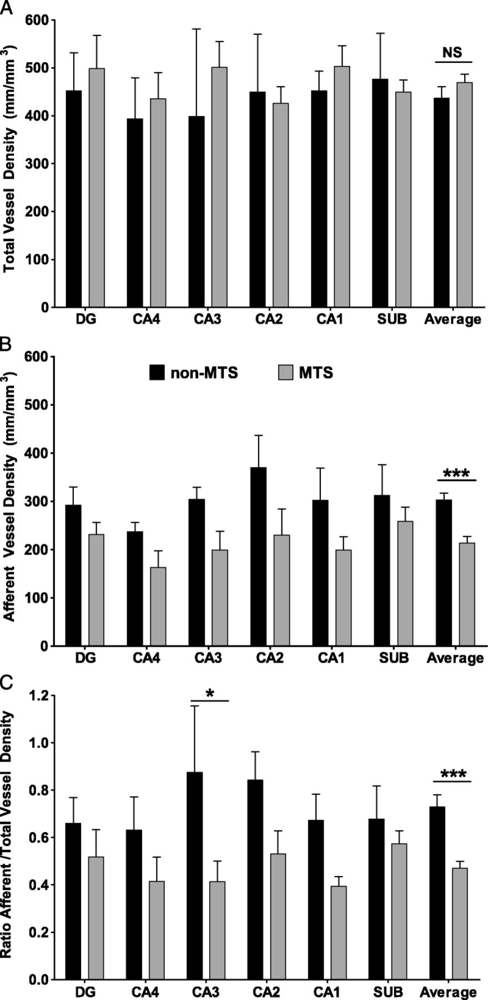 A
Total Vessel Density (mm/mm³)
600
500
400
300
200
100
0
NS
DG CA4 CA3 CA2 CA1 SUB Average
B
Afferent Vessel Density (mm/mm³)
600
500
400
300
200
100
0
non-MTS MTS
***
DG CA4 CA3 CA2 CA1 SUB Average
C
Ratio Afferent /Total Vessel Density
1.2
1.0
0.8
0.6
0.4
0.2
0.0
*
***
DG CA4 CA3 CA2 CA1 SUB Average